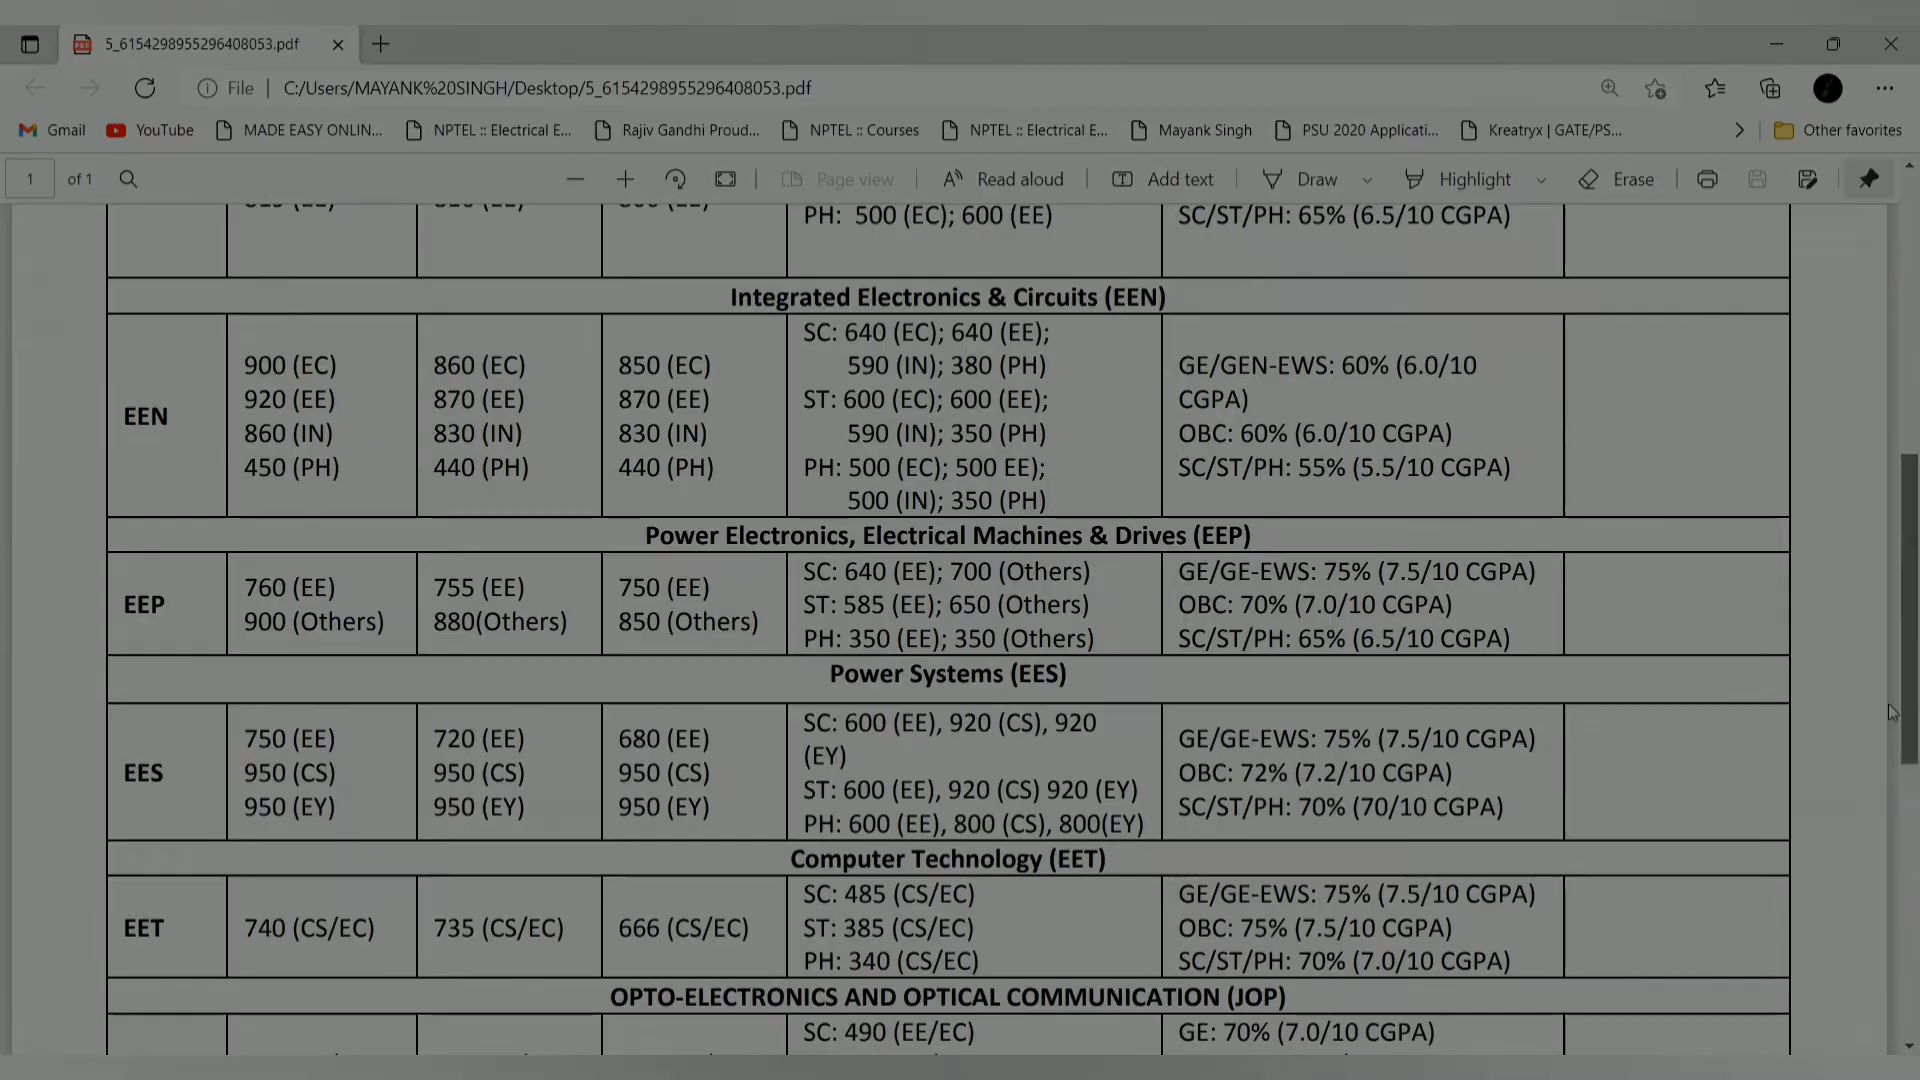 5_6154298955296408053.pdf
File | C:/Users/MAYANK%20SINGH/Desktop/5_6154298955296408053.pdf
Gmail YouTube MADE EASY ONLIN... NPTEL :: Electrical E... Rajiv Gandhi Proud... NPTEL :: Courses NPTEL :: Electrical E... Mayank Singh PSU 2020 Applicati... Kreatryx | GATE/PS... Other favorites
1 of 1 Page view Read aloud Add text Draw Highlight Erase
PH: 500 (EC); 600 (EE) SC/ST/PH: 65% (6.5/10 CGPA)
Integrated Electronics & Circuits (EEN)
EEN
900 (EC)
920 (EE)
860 (IN)
450 (PH)
860 (EC)
870 (EE)
830 (IN)
440 (PH)
850 (EC)
870 (EE)
830 (IN)
440 (PH)
SC: 640 (EC); 640 (EE);
590 (IN); 380 (PH)
ST: 600 (EC); 600 (EE);
590 (IN); 350 (PH)
PH: 500 (EC); 500 EE);
500 (IN); 350 (PH)
GE/GEN-EWS: 60% (6.0/10
CGPA)
OBC: 60% (6.0/10 CGPA)
SC/ST/PH: 55% (5.5/10 CGPA)
Power Electronics, Electrical Machines & Drives (EEP)
EEP
760 (EE)
900 (Others)
755 (EE)
880(Others)
750 (EE)
850 (Others)
SC: 640 (EE); 700 (Others)
ST: 585 (EE); 650 (Others)
PH: 350 (EE); 350 (Others)
GE/GE-EWS: 75% (7.5/10 CGPA)
OBC: 70% (7.0/10 CGPA)
SC/ST/PH: 65% (6.5/10 CGPA)
Power Systems (EES)
EES
750 (EE)
950 (CS)
950 (EY)
720 (EE)
950 (CS)
950 (EY)
680 (EE)
950 (CS)
950 (EY)
SC: 600 (EE), 920 (CS), 920
(EY)
ST: 600 (EE), 920 (CS) 920 (EY)
PH: 600 (EE), 800 (CS), 800(EY)
GE/GE-EWS: 75% (7.5/10 CGPA)
OBC: 72% (7.2/10 CGPA)
SC/ST/PH: 70% (70/10 CGPA)
Computer Technology (EET)
EET
740 (CS/EC)
735 (CS/EC)
666 (CS/EC)
SC: 485 (CS/EC)
ST: 385 (CS/EC)
PH: 340 (CS/EC)
GE/GE-EWS: 75% (7.5/10 CGPA)
OBC: 75% (7.5/10 CGPA)
SC/ST/PH: 70% (7.0/10 CGPA)
OPTO-ELECTRONICS AND OPTICAL COMMUNICATION (JOP)
SC: 490 (EE/EC)
GE: 70% (7.0/10 CGPA)